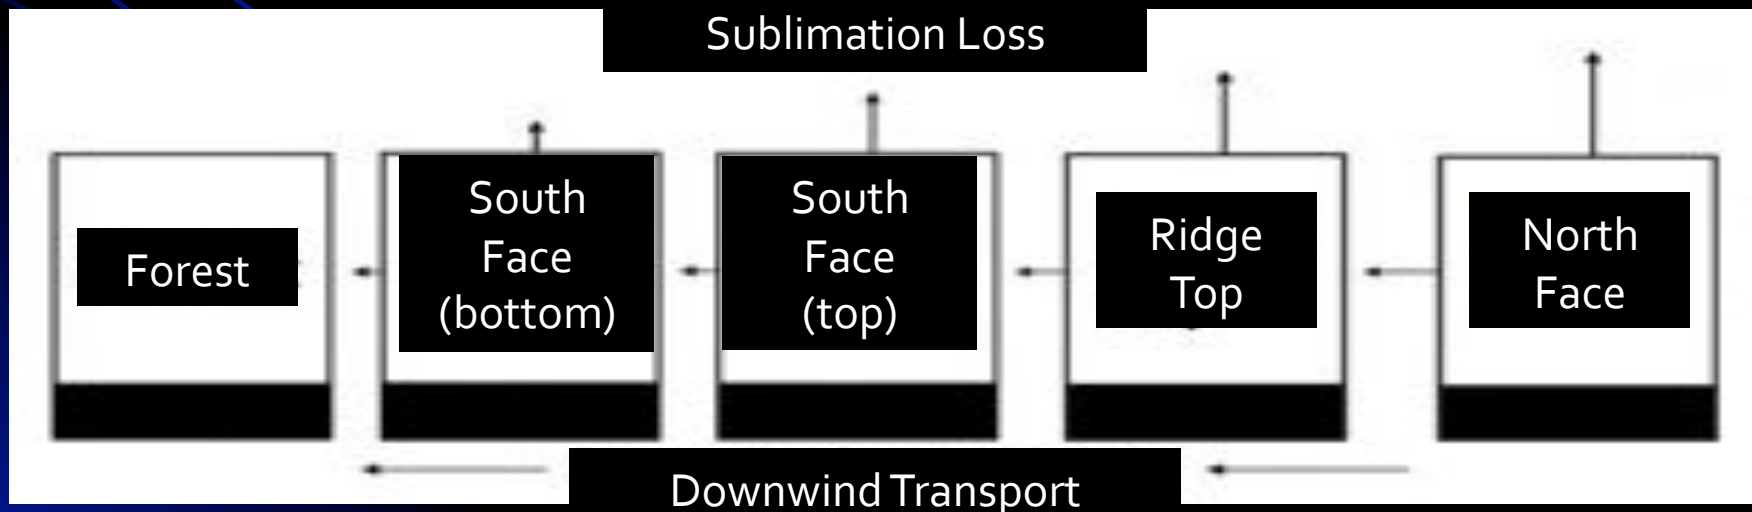 Sublimation Loss
Forest
South
Face
(bottom)
South
Face
(top)
Ridge
Top
North
Face
Downwind Transport